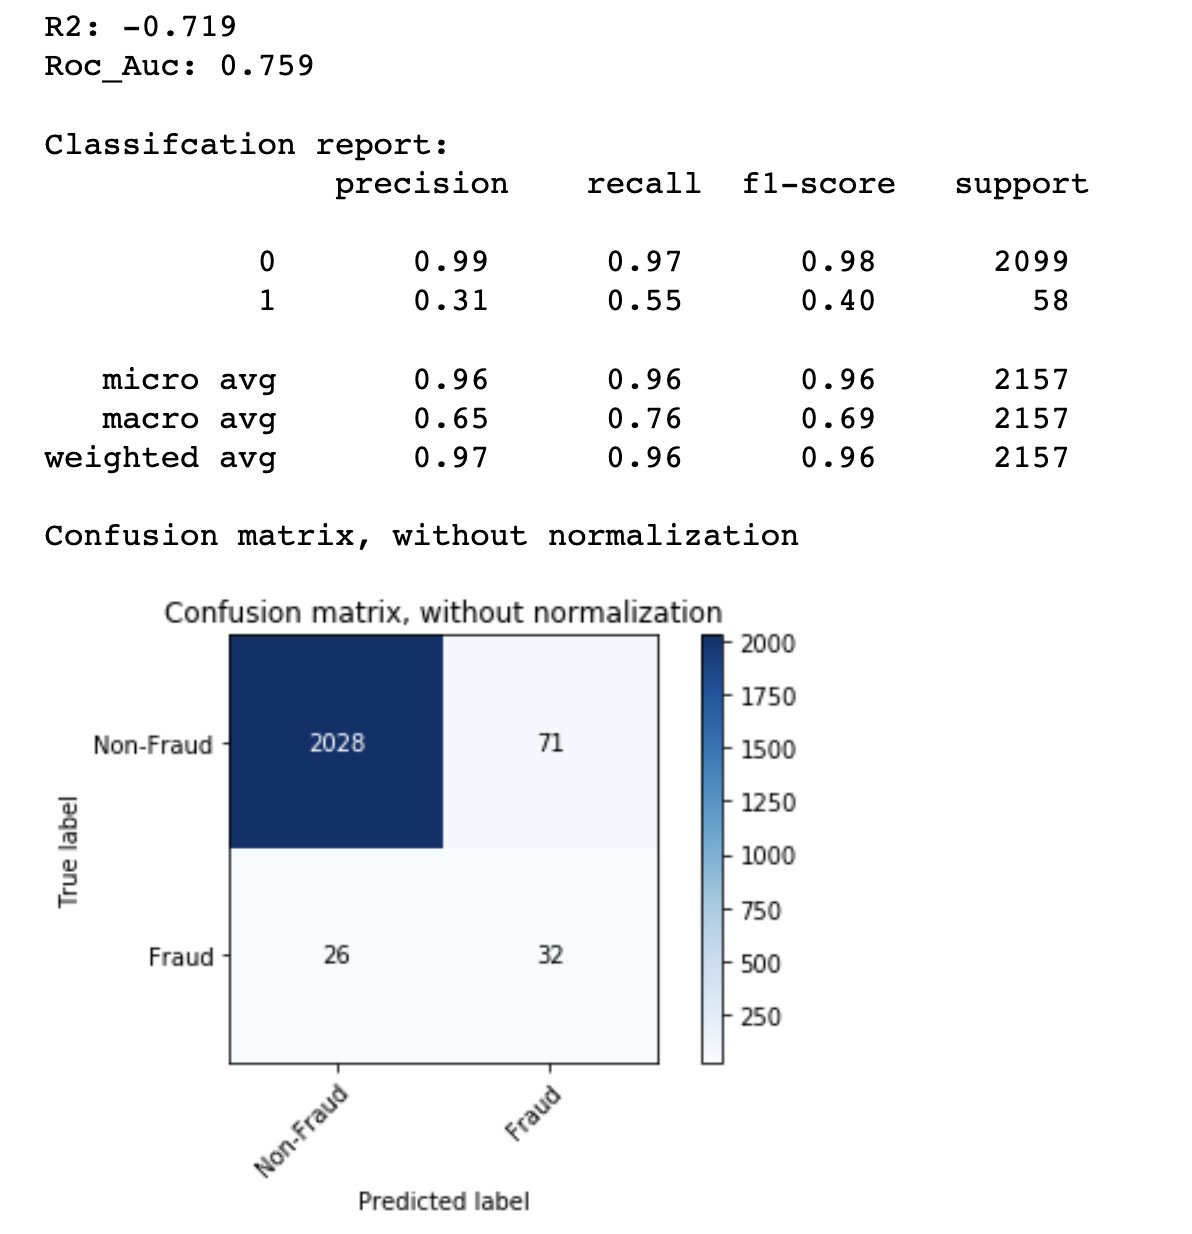 R2: -0.719
Roc_Auc: 0.759
Classifcation report:
precision recall f1-score support
0 0.99 0.97 0.98 2099
1 0.31 0.55 0.40 58
micro avg 0.96 0.96 0.96 2157
macro avg 0.65 0.76 0.69 2157
weighted avg 0.97 0.96 0.96 2157
Confusion matrix, without normalization
Confusion matrix, without normalization
2000
1750
1500
1250
1000
750
500
250
True label
Non-Fraud 2028 71
Fraud 26 32
Non-Fraud Fraud
Predicted label